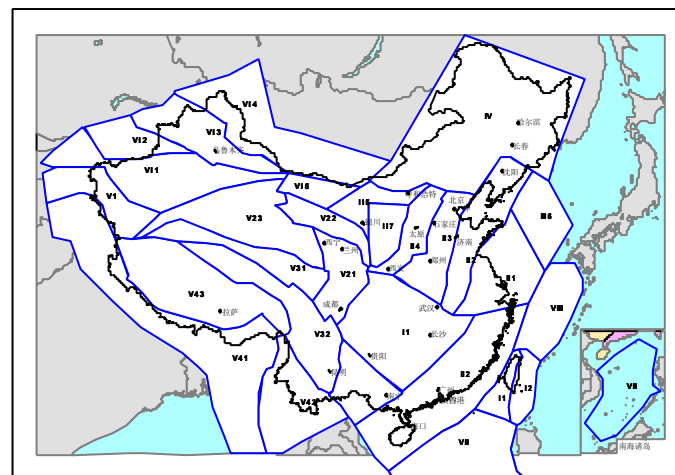 VI4
IV
哈尔滨
VI3
VI2
长春
乌鲁木齐
VI1
沈阳
VI5
呼和浩特
V1
II5
北京
V23
V22
银川
II7
太原
石家庄
III6
II4
II3
济南
西宁
兰州
郑州
II2
V31
西安
V21
II1
V43
成都
武汉
VIII
拉萨
V32
I1
长沙
V41
贵阳
昆明
II2
VII
广州
I1
I2
V42
南宁
香港
海口
VII
南海诸岛